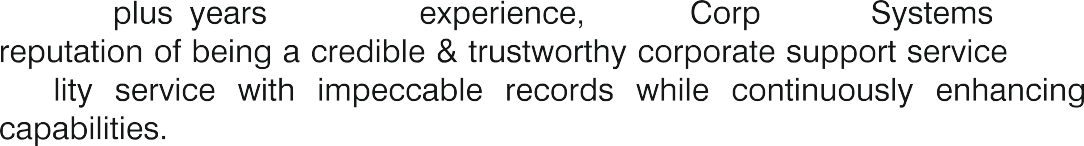 plus years experience, Corp Systems
reputation of being a credible & trustworthy corporate support service
lity service with impeccable records while continuously enhancing
capabilities.